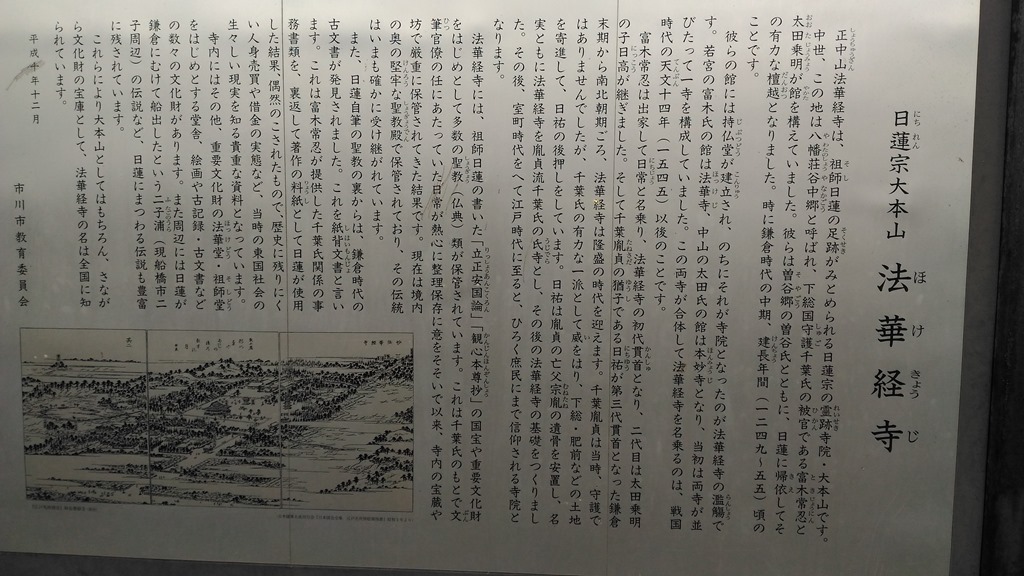 日蓮宗大本山 法華経寺
正中山法華経寺は、祖師日蓮の足跡がみとめられる日蓮宗の霊跡寺院・大本山です。
中世、この地は八幡荘谷中郷と呼ばれ、下総国守護千葉氏の被官である富木常忍と
太田乗明が館を構えていました。彼らは曽谷郷の曽谷氏とともに、日蓮に帰依してそ
の有力な檀越となりました。時に鎌倉時代の中期、建長年間（一二四九～五五）頃の
ことです。
彼らの館には持仏堂が建立され、のちにそれが寺院となったのが法華経寺の濫觴で
す。若宮の富木氏の館は法華寺、中山の太田氏の館は本妙寺となり、当初は両寺が並
びたって一寺を構成していました。この両寺が合体して法華経寺を名乗るのは、戦国
時代の天文十四年（一五四五）以後のことです。
富木常忍は出家して日常と名乗り、法華経寺の初代貫首となり、二代目は太田乗明
の子日高が継ぎました。そして千葉胤貞の猶子である日祐が第三代貫首となった鎌倉
末期から南北朝期ごろ、法華経寺は隆盛の時代を迎えます。千葉胤貞は当時、守護で
はありませんでしたが、千葉氏の有力な一派として威をはり、下総・肥前などの土地
を寄進して、日祐の後押しをしています。日祐は胤貞の亡父宗胤の遺骨を安置し、名
実ともに法華経寺を胤貞流千葉氏の氏寺とし、その後の法華経寺の基礎をつくりまし
た。その後、室町時代をへて江戸時代に至ると、ひろく庶民にまで信仰される寺院と
なります。
法華経寺には、祖師日蓮の書いた「立正安国論」「観心本尊抄」の国宝や重要文化財
をはじめとして多数の聖教（仏典）類が保管されています。これは千葉氏のもとで文
筆官僚の任にあたっていた日常が熱心に整理保存に意をそそいで以来、寺内の宝蔵や
坊で厳重に保管されてきた結果です。現在は境内
の奥の堅牢な聖教殿で保管されており、その伝統
はいまも確かに受け継がれています。
また、日蓮自筆の聖教の裏からは、鎌倉時代の
古文書が発見されました。これを紙背文書と言い
ます。これは富木常忍が提供した千葉氏関係の事
務書類を、裏返して著作の料紙として日蓮が使用
した結果、偶然のこされたもので、歴史に残りにく
い人身売買や借金の実態など、当時の東国社会の
生々しい現実を知る貴重な資料となっています。
寺内にはその他、重要文化財の法華堂、祖師堂
をはじめとする堂舎、絵画や古記録・古文書など
の数々の文化財があります。また周辺には日蓮が
鎌倉にむけて船出したという二子浦（現船橋市二
子周辺）の伝説など、日蓮にまつわる伝説も豊富
に残されています。
これらにより大本山としてはもちろん、さなが
ら文化財の宝庫として、法華経寺の名は全国に知
られています。
平成十年十二月
市川市教育委員会